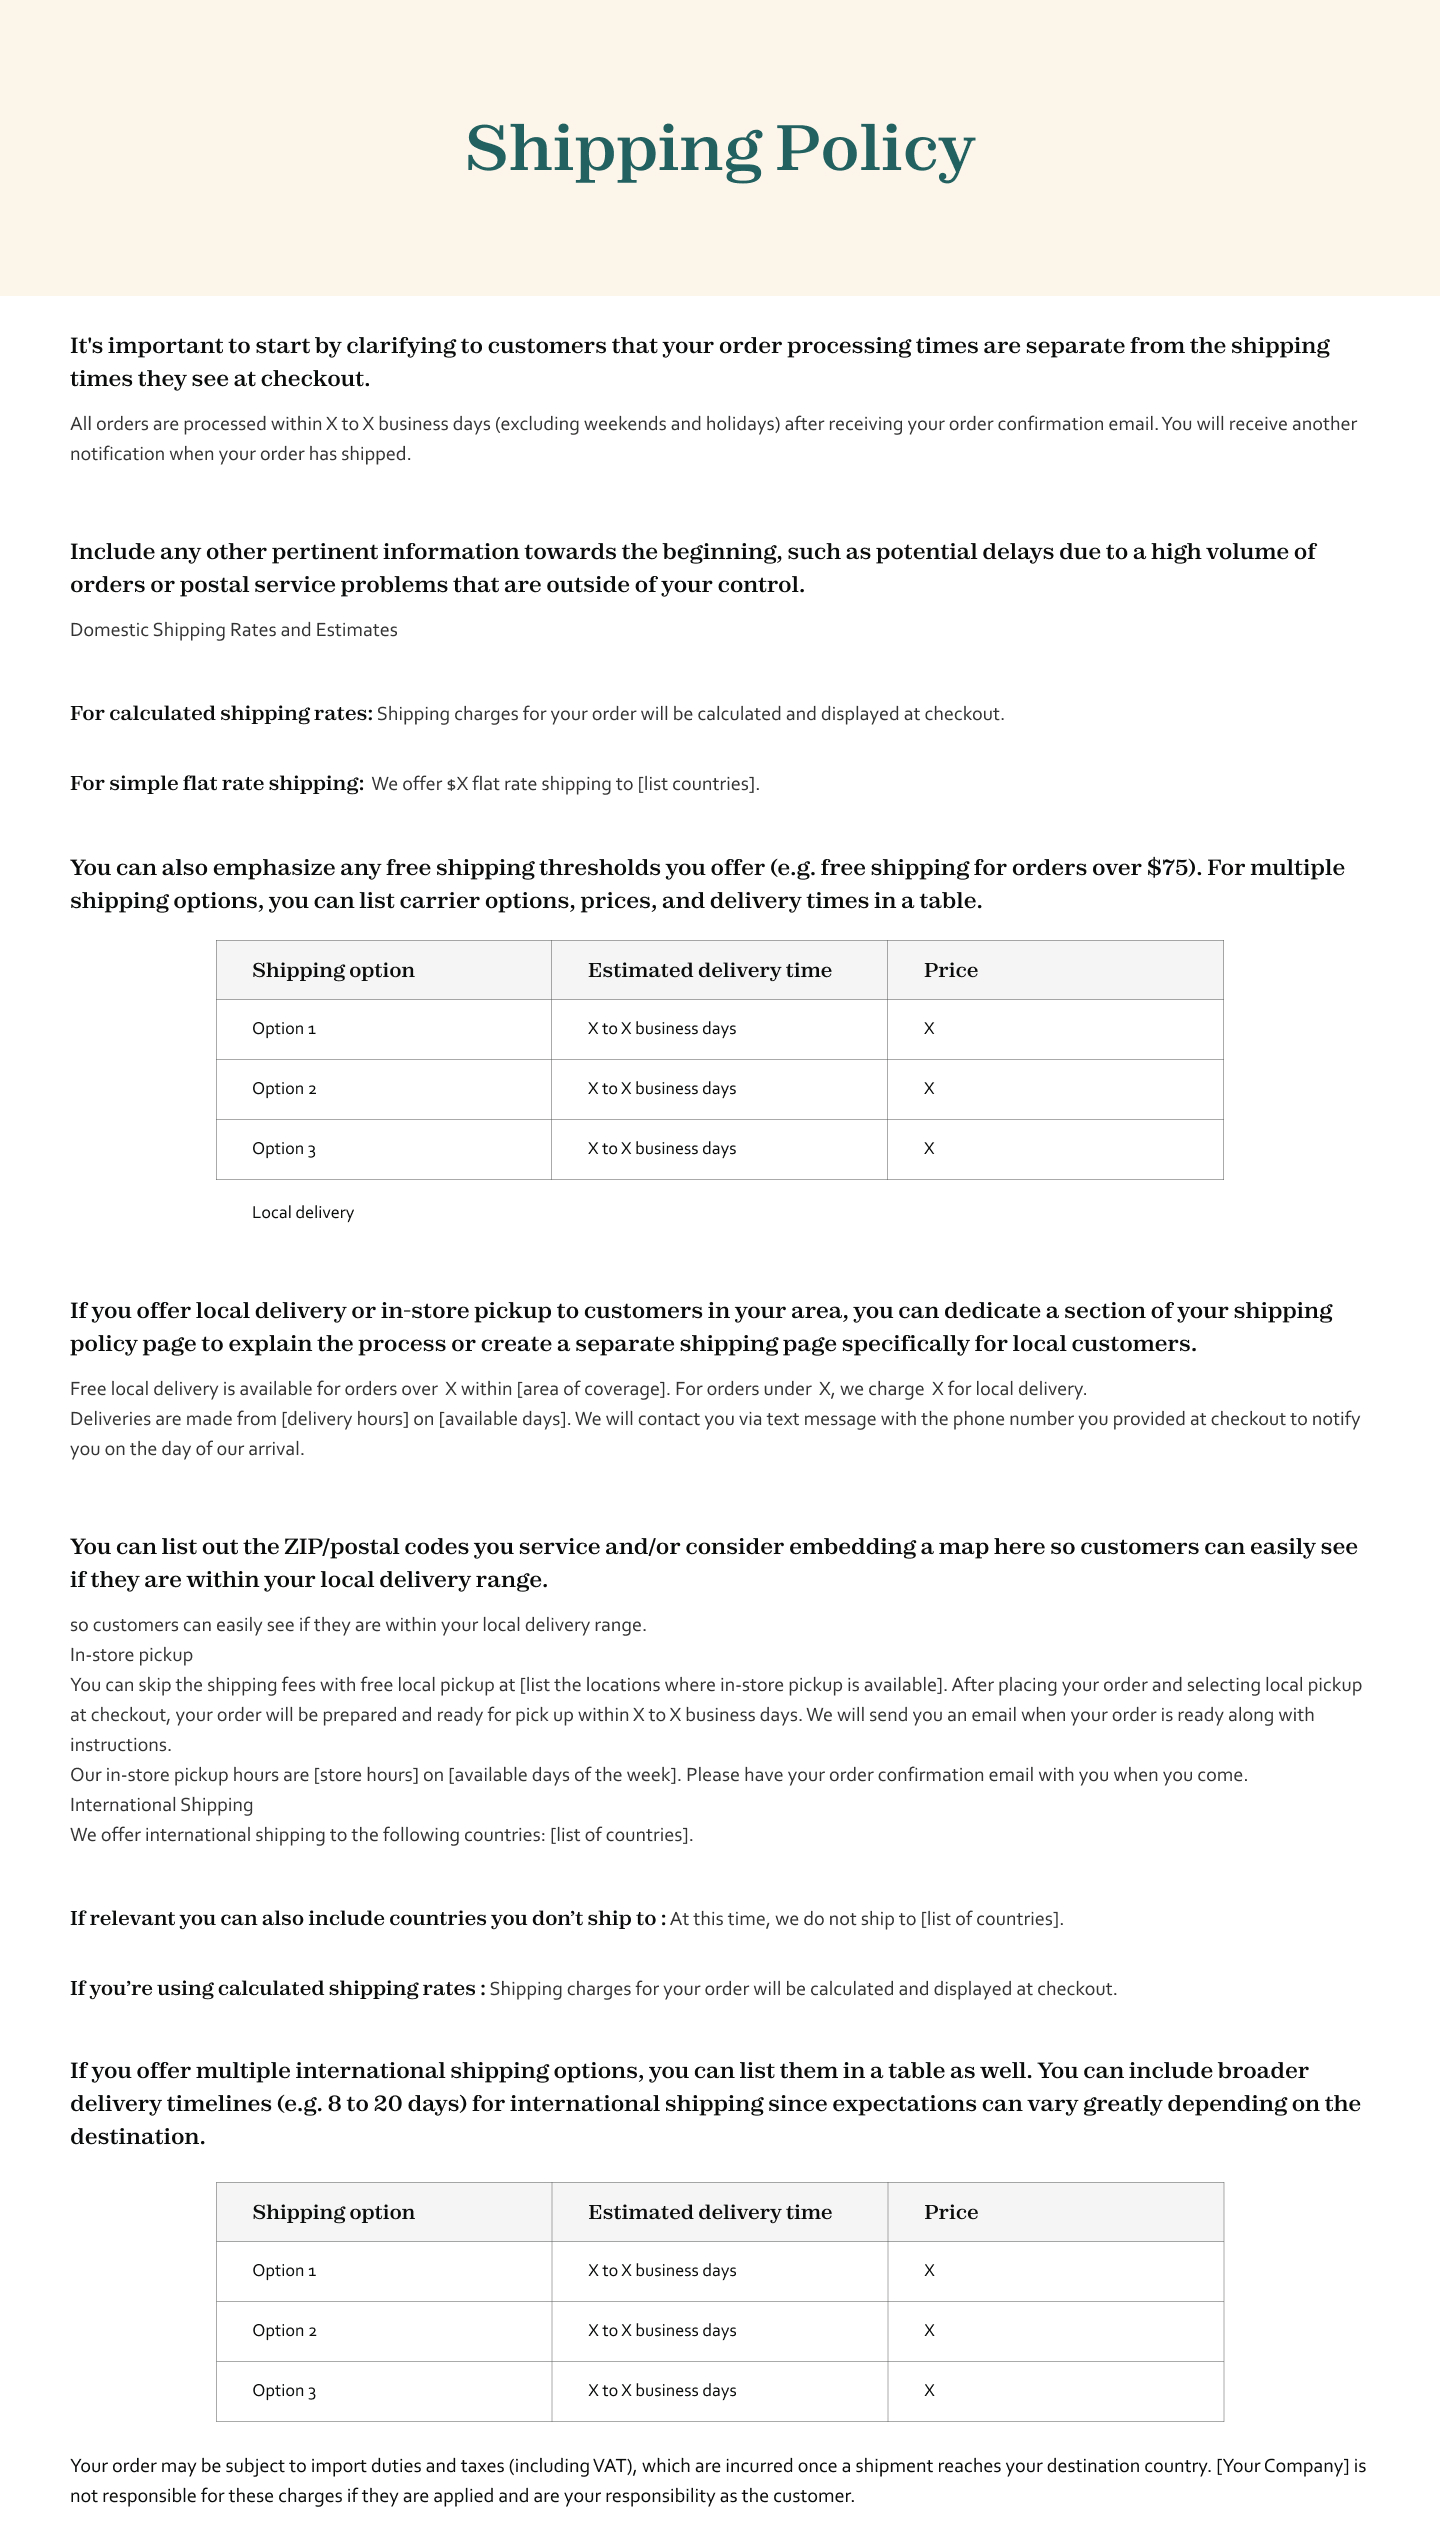 Shipping Policy
It's important to start by clarifying to customers that your order processing times are separate from the shipping
times they see at checkout.
All orders are processed within X to X business days (excluding weekends and holidays) after receiving your order confirmation email. You will receive another
notification when your order has shipped.
Include any other pertinent information towards the beginning, such as potential delays due to a high volume of
orders or postal service problems that are outside of your control.
Domestic Shipping Rates and Estimates
For calculated shipping rates: Shipping charges for your order will be calculated and displayed at checkout.
For simple flat rate shipping: We offer $X flat rate shipping to [list countries].
You can also emphasize any free shipping thresholds you offer (e.g. free shipping for orders over $75). For multiple
shipping options, you can list carrier options, prices, and delivery times in a table.
Shipping option Estimated delivery time Price
Option 1 X to X business days X
Option 2 X to X business days X
Option 3 X to X business days X
Local delivery
If you offer local delivery or in-store pickup to customers in your area, you can dedicate a section of your shipping
policy page to explain the process or create a separate shipping page specifically for local customers.
Free local delivery is available for orders over X within [area of coverage]. For orders under X, we charge X for local delivery.
Deliveries are made from [delivery hours] on [available days]. We will contact you via text message with the phone number you provided at checkout to notify
you on the day of our arrival.
You can list out the ZIP/postal codes you service and/or consider embedding a map here so customers can easily see
if they are within your local delivery range.
so customers can easily see if they are within your local delivery range.
In-store pickup
You can skip the shipping fees with free local pickup at [list the locations where in-store pickup is available]. After placing your order and selecting local pickup
at checkout, your order will be prepared and ready for pick up within X to X business days. We will send you an email when your order is ready along with
instructions.
Our in-store pickup hours are [store hours] on [available days of the week]. Please have your order confirmation email with you when you come.
International Shipping
We offer international shipping to the following countries: [list of countries].
If relevant you can also include countries you don’t ship to : At this time, we do not ship to [list of countries].
If you’re using calculated shipping rates : Shipping charges for your order will be calculated and displayed at checkout.
If you offer multiple international shipping options, you can list them in a table as well. You can include broader
delivery timelines (e.g. 8 to 20 days) for international shipping since expectations can vary greatly depending on the
destination.
Shipping option Estimated delivery time Price
Option 1 X to X business days X
Option 2 X to X business days X
Option 3 X to X business days X
Your order may be subject to import duties and taxes (including VAT), which are incurred once a shipment reaches your destination country. [Your Company] is
not responsible for these charges if they are applied and are your responsibility as the customer.